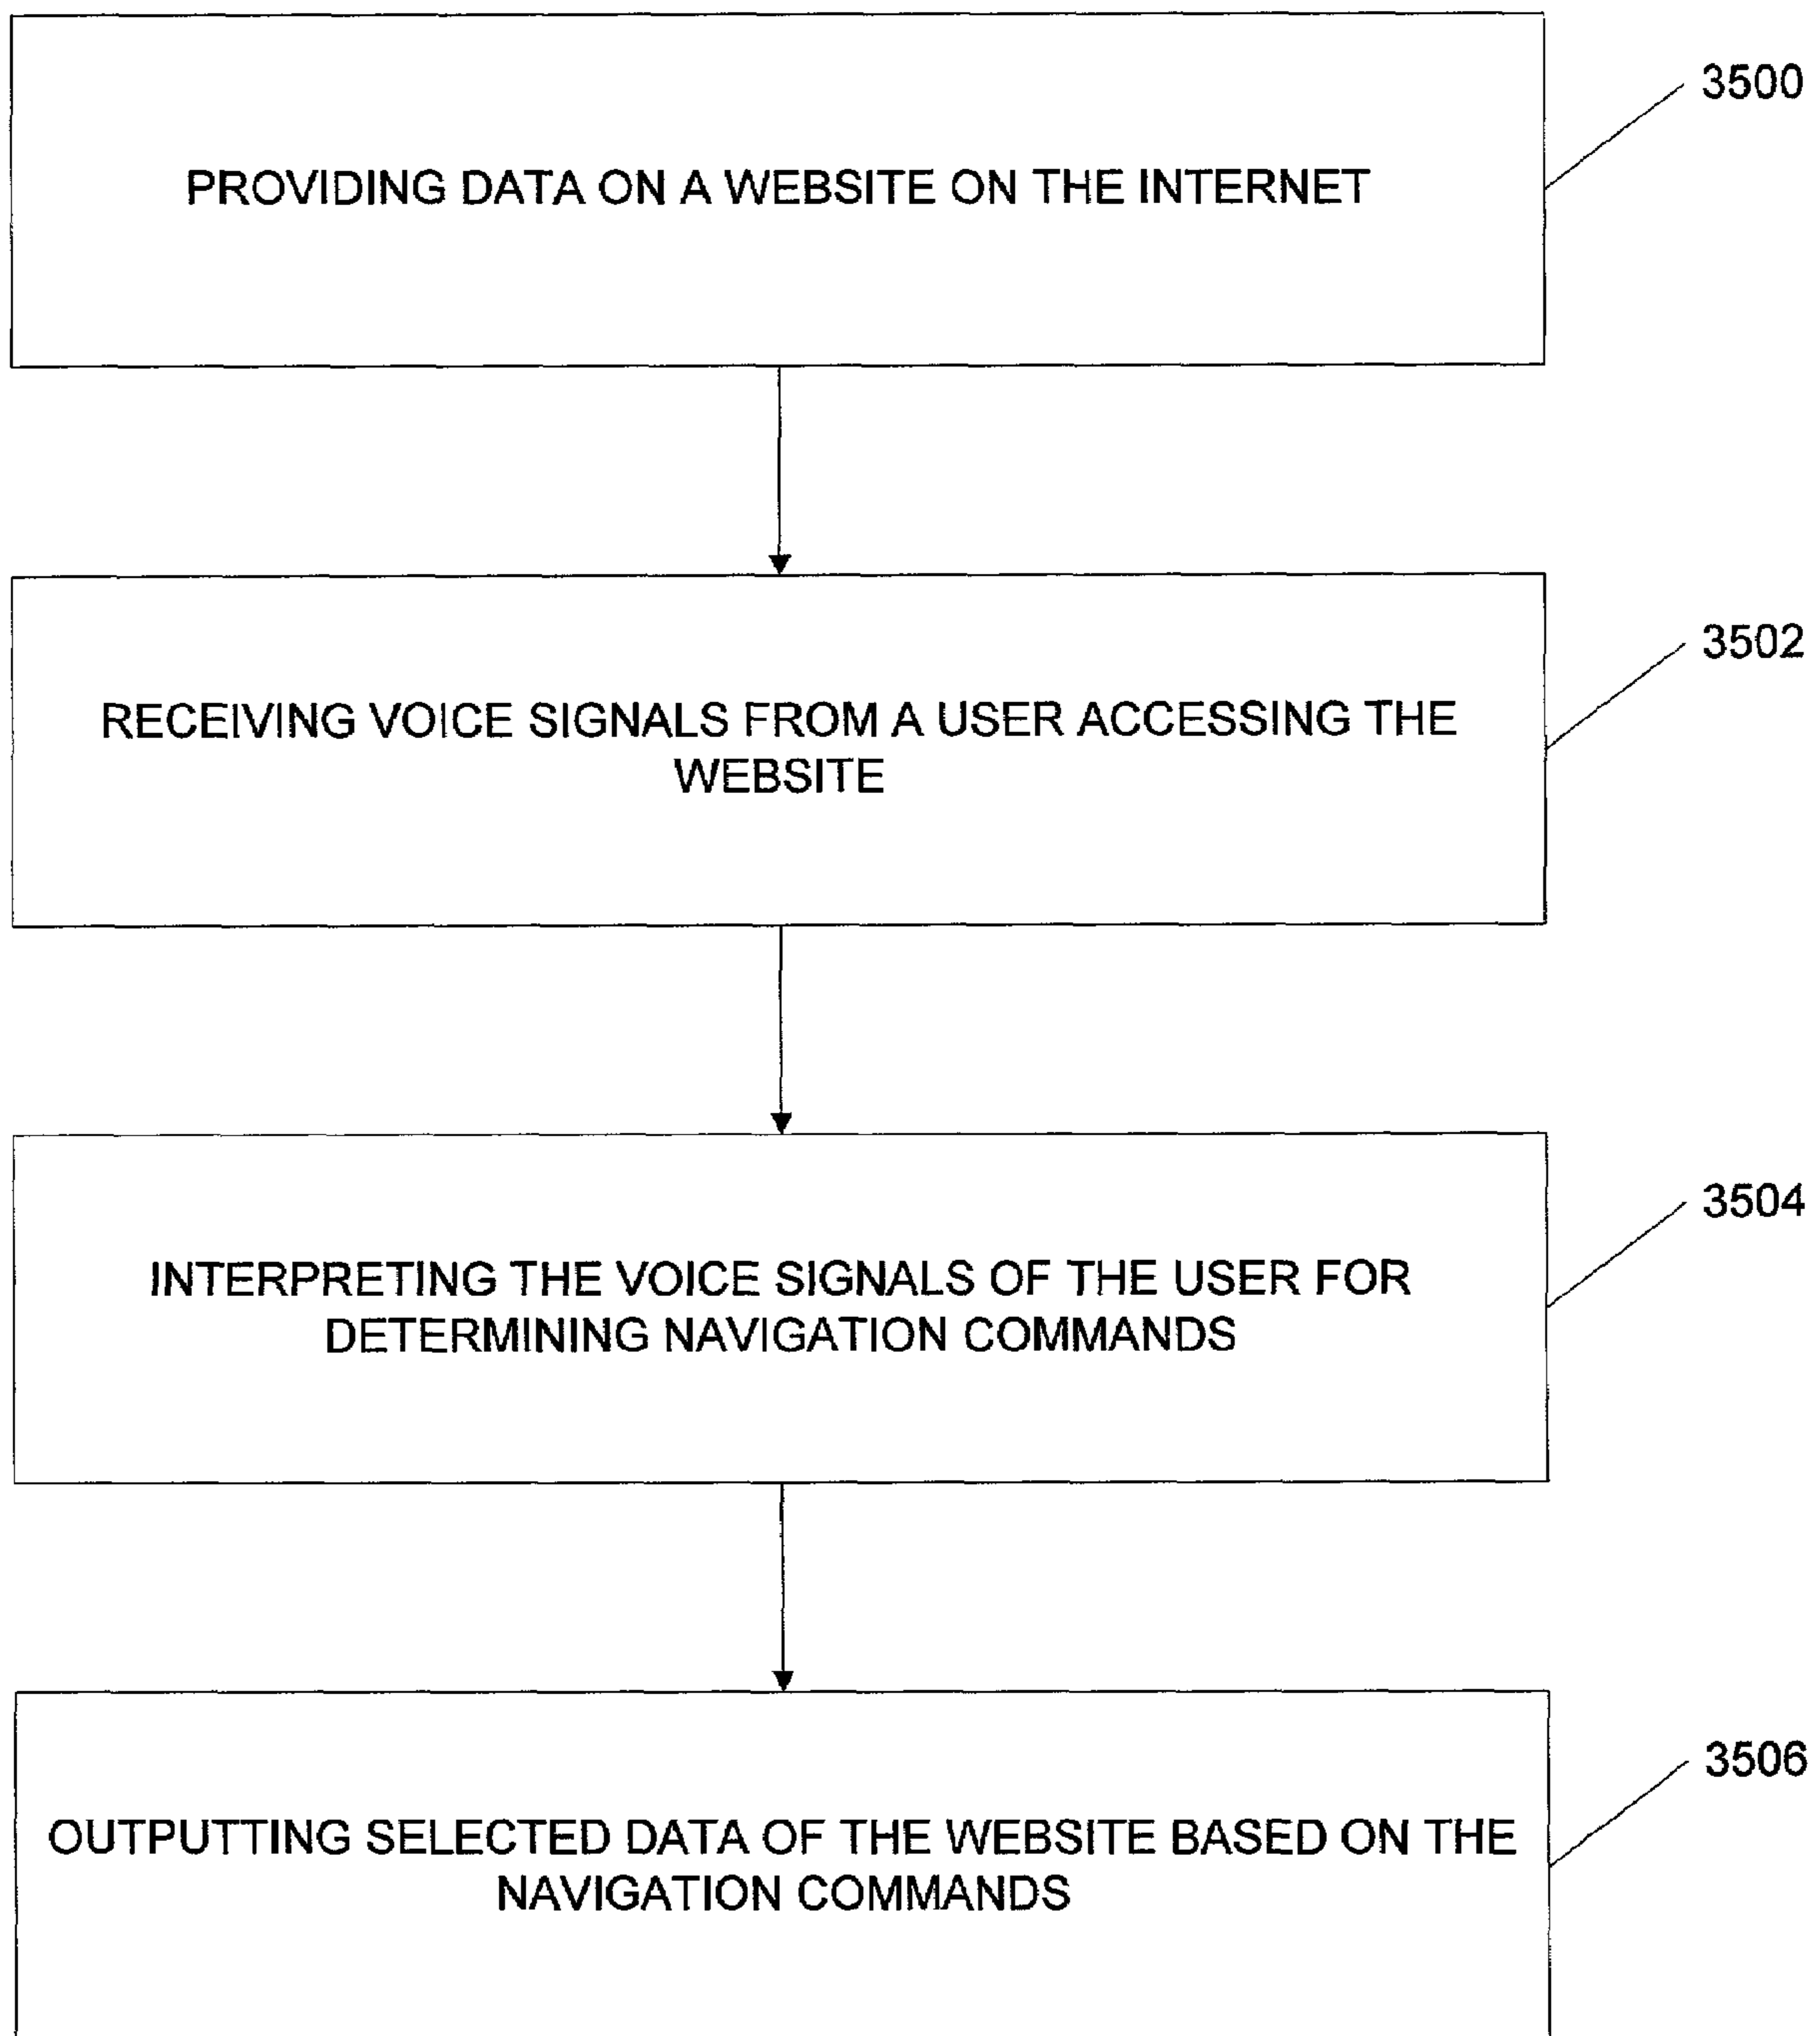 3500
PROVIDING DATA ON A WEBSITE ON THE INTERNET
3502
RECEIVING VOICE SIGNALS FROM A USER ACCESSING THE
WEBSITE
3504
INTERPRETING THE VOICE SIGNALS OF THE USER FOR
DETERMINING NAVIGATION COMMANDS
3506
OUTPUTTING SELECTED DATA OF THE WEBSITE BASED ON THE
NAVIGATION COMMANDS